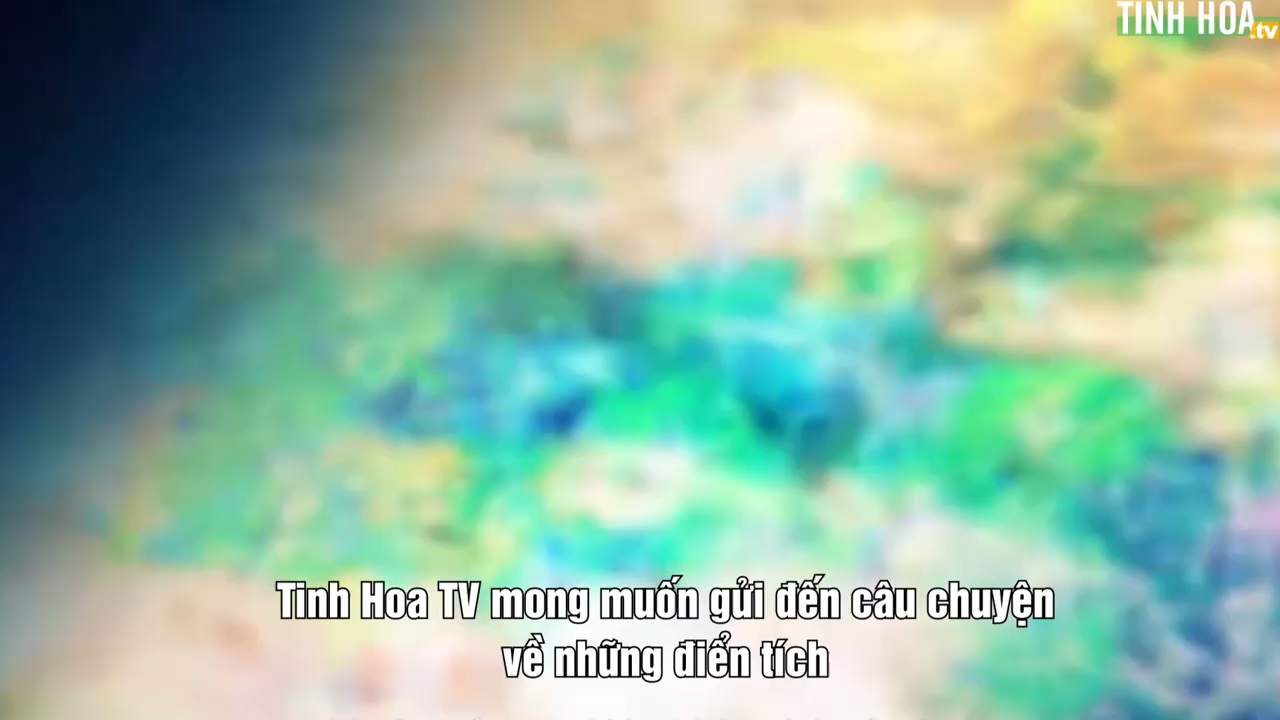 TINH HOA
.tv
Tinh Hoa TV mong muốn gửi đến câu chuyện
về những điển tích